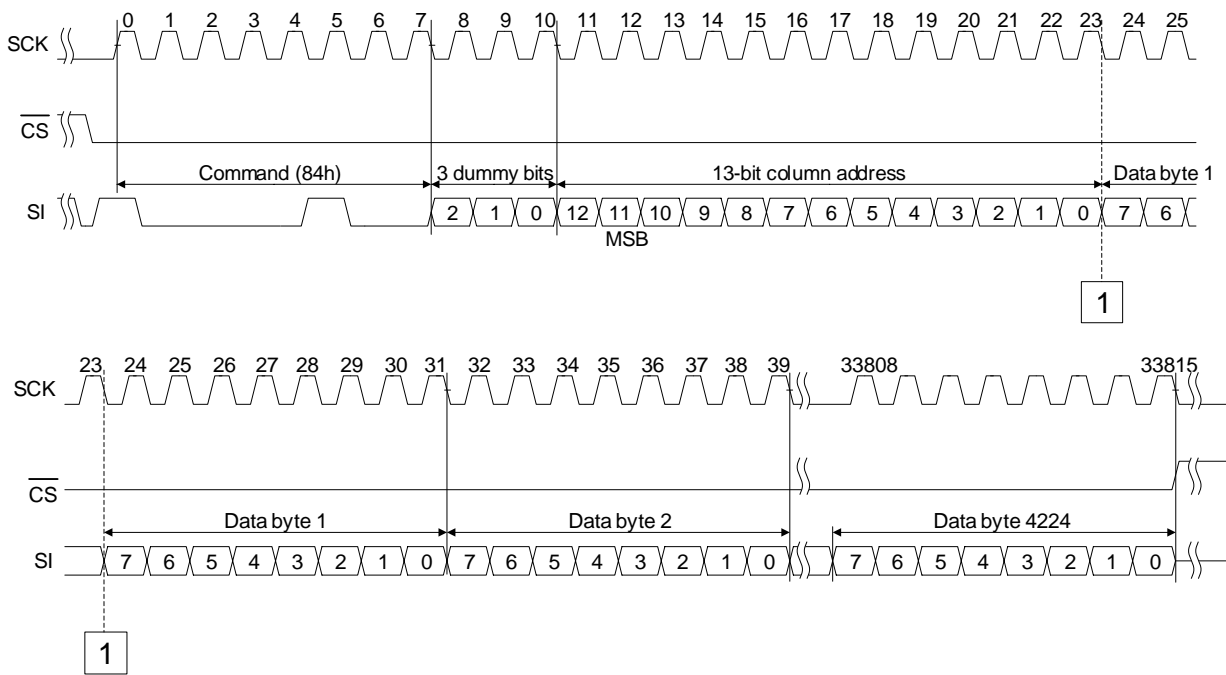 0 1 2 3 4 5 6 7 8 9 10 11 12 13 14 15 16 17 18 19 20 21 22 23 24 25
SCK
CS
Command (84h) 3 dummy bits 13-bit column address Data byte 1
SI 2 1 0 12 11 10 9 8 7 6 5 4 3 2 1 0 7 6
MSB
1
23 24 25 26 27 28 29 30 31 32 33 34 35 36 37 38 39 33808 33815
SCK
CS
Data byte 1 Data byte 2 Data byte 4224
SI 7 6 5 4 3 2 1 0 7 6 5 4 3 2 1 0 7 6 5 4 3 2 1 0
1